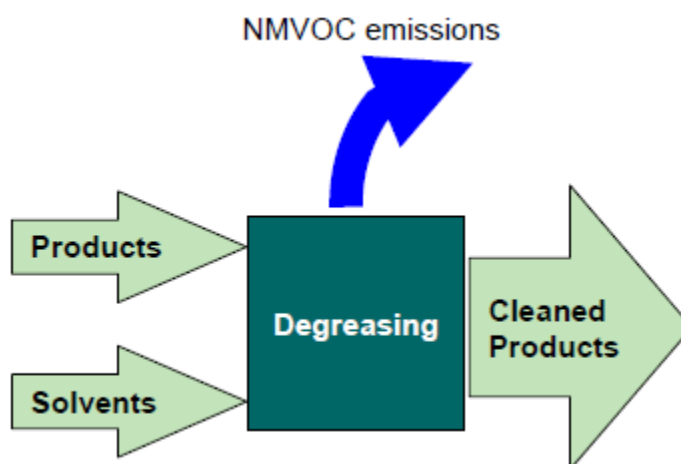 NMVOC emissions
Products
Degreasing
Cleaned
Products
Solvents